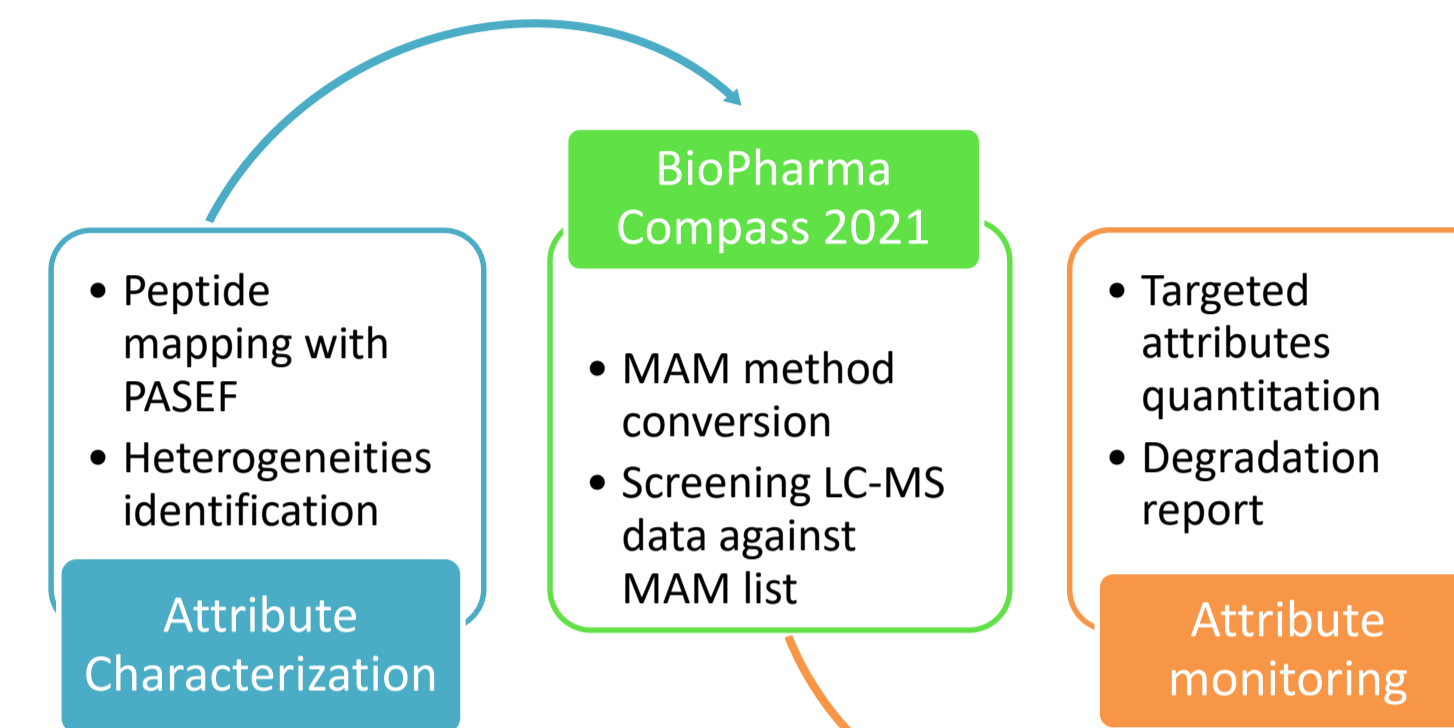 • Peptide
mapping with
PASEF
• Heterogeneities
identification
Attribute
Characterization
BioPharma
Compass 2021
• MAM method
conversion
• Screening LC-MS
data against
MAM list
• Targeted
attributes
quantitation
• Degradation
report
Attribute
monitoring